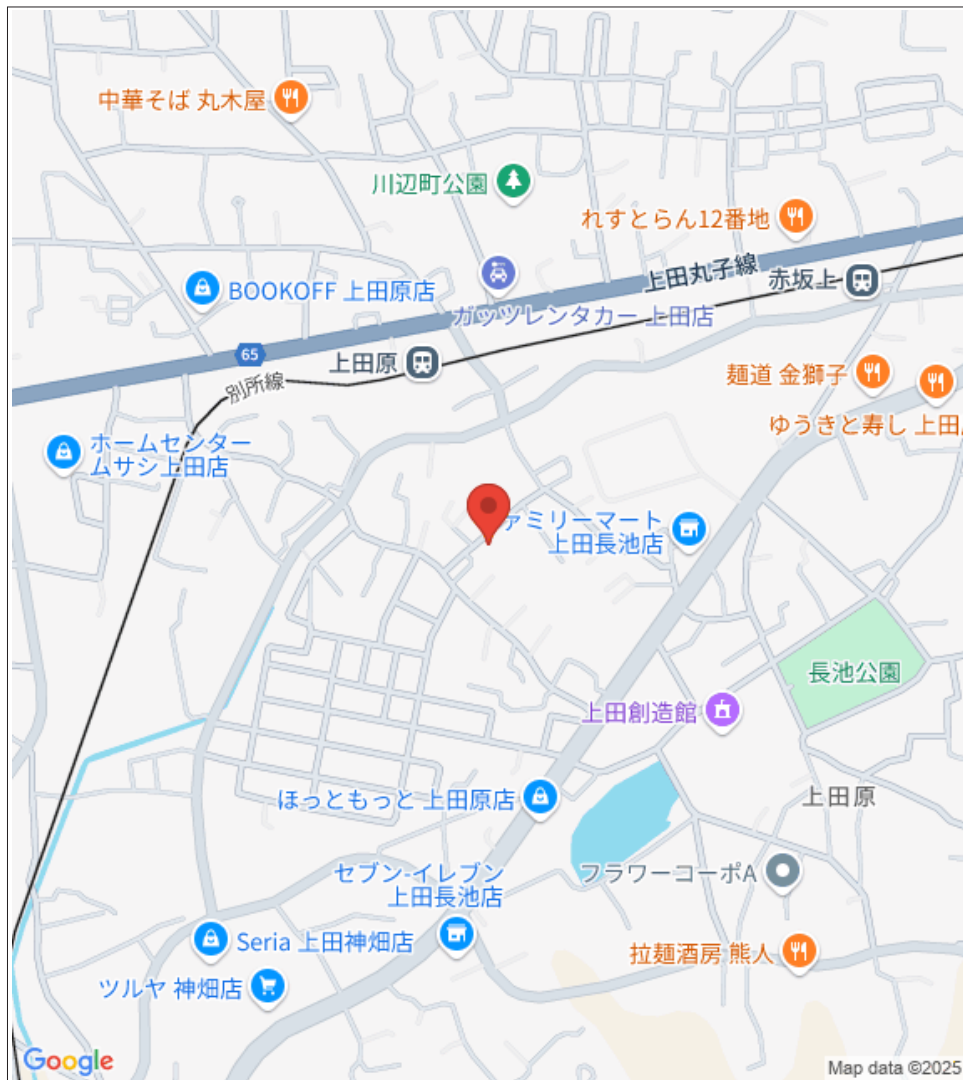 中華そば 丸木屋
川辺町公園
れすとらん12番地
上田丸子線
赤坂上
BOOKOFF 上田原店
ガッツレンタカー 上田店
65
上田原
別所線
麺道 金獅子
ゆうきと寿し 上田
ホームセンター
ムサシ上田店
ァミリーマート
上田長池店
長池公園
上田創造館
ほっともっと 上田原店
上田原
セブン-イレブン
上田長池店
フラワーコーポA
Seria 上田神畑店
拉麺酒房 熊人
ツルヤ 神畑店
Google
Map data ©2025